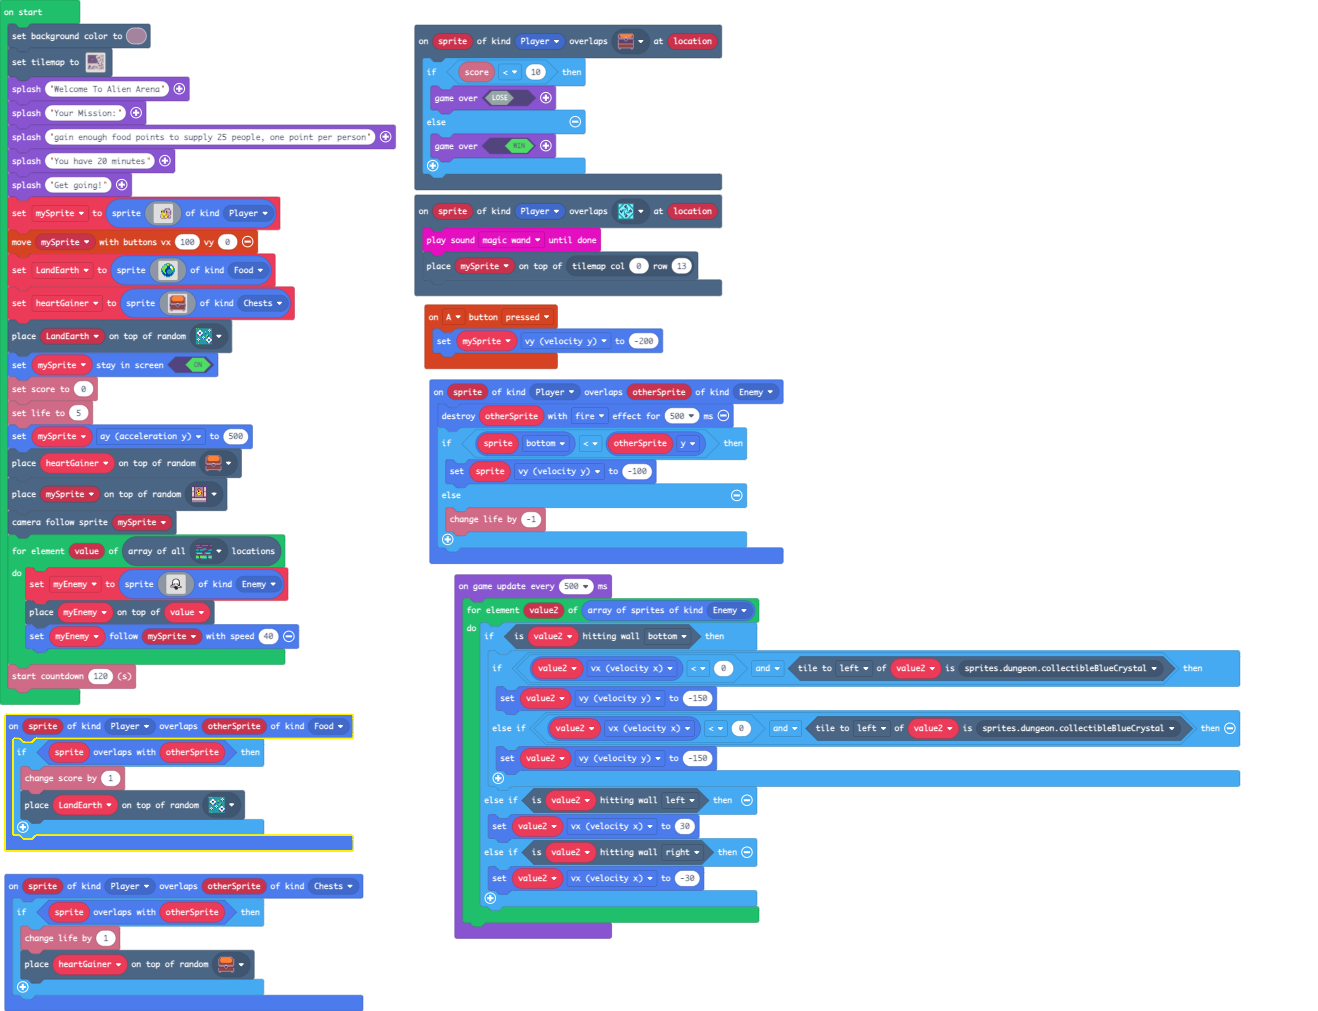 on start
set background color to
set tilemap to
splash "Welcome To Alien Arena"
splash "Your Mission:"
splash "gain enough food points to supply 25 people, one point per person"
splash "You have 20 minutes"
splash "Get going!"
set mySprite to sprite of kind Player
move mySprite with buttons vx 100 vy 0
set LandEarth to sprite of kind Food
set heartGainer to sprite of kind Chests
place LandEarth on top of random
set mySprite stay in screen ON
set score to 0
set life to 5
set mySprite ay (acceleration y) to 500
place heartGainer on top of random
place mySprite on top of random
camera follow sprite mySprite
for element value of array of all locations
do
set myEnemy to sprite of kind Enemy
place myEnemy on top of value
set myEnemy follow mySprite with speed 40
start countdown 120 (s)
on sprite of kind Player overlaps otherSprite of kind Food
if sprite overlaps with otherSprite then
change score by 1
place LandEarth on top of random
on sprite of kind Player overlaps otherSprite of kind Chests
if sprite overlaps with otherSprite then
change life by 1
place heartGainer on top of random
on sprite of kind Player overlaps at location
if score < 10 then
game over LOSE
else
game over WIN
on sprite of kind Player overlaps at location
play sound magic wand until done
place mySprite on top of tilemap col 0 row 13
on A button pressed
set mySprite vy (velocity y) to -200
on sprite of kind Player overlaps otherSprite of kind Enemy
destroy otherSprite with fire effect for 500 ms
if sprite bottom < otherSprite y then
set sprite vy (velocity y) to -100
else
change life by -1
on game update every 500 ms
for element value2 of array of sprites of kind Enemy
do
if is value2 hitting wall bottom then
if value2 vx (velocity x) < 0 and tile to left of value2 is sprites.dungeon.collectibleBlueCrystal then
set value2 vy (velocity y) to -150
else if value2 vx (velocity x) < 0 and tile to left of value2 is sprites.dungeon.collectibleBlueCrystal then
set value2 vy (velocity y) to -150
else if is value2 hitting wall left then
set value2 vx (velocity x) to 30
else if is value2 hitting wall right then
set value2 vx (velocity x) to -30